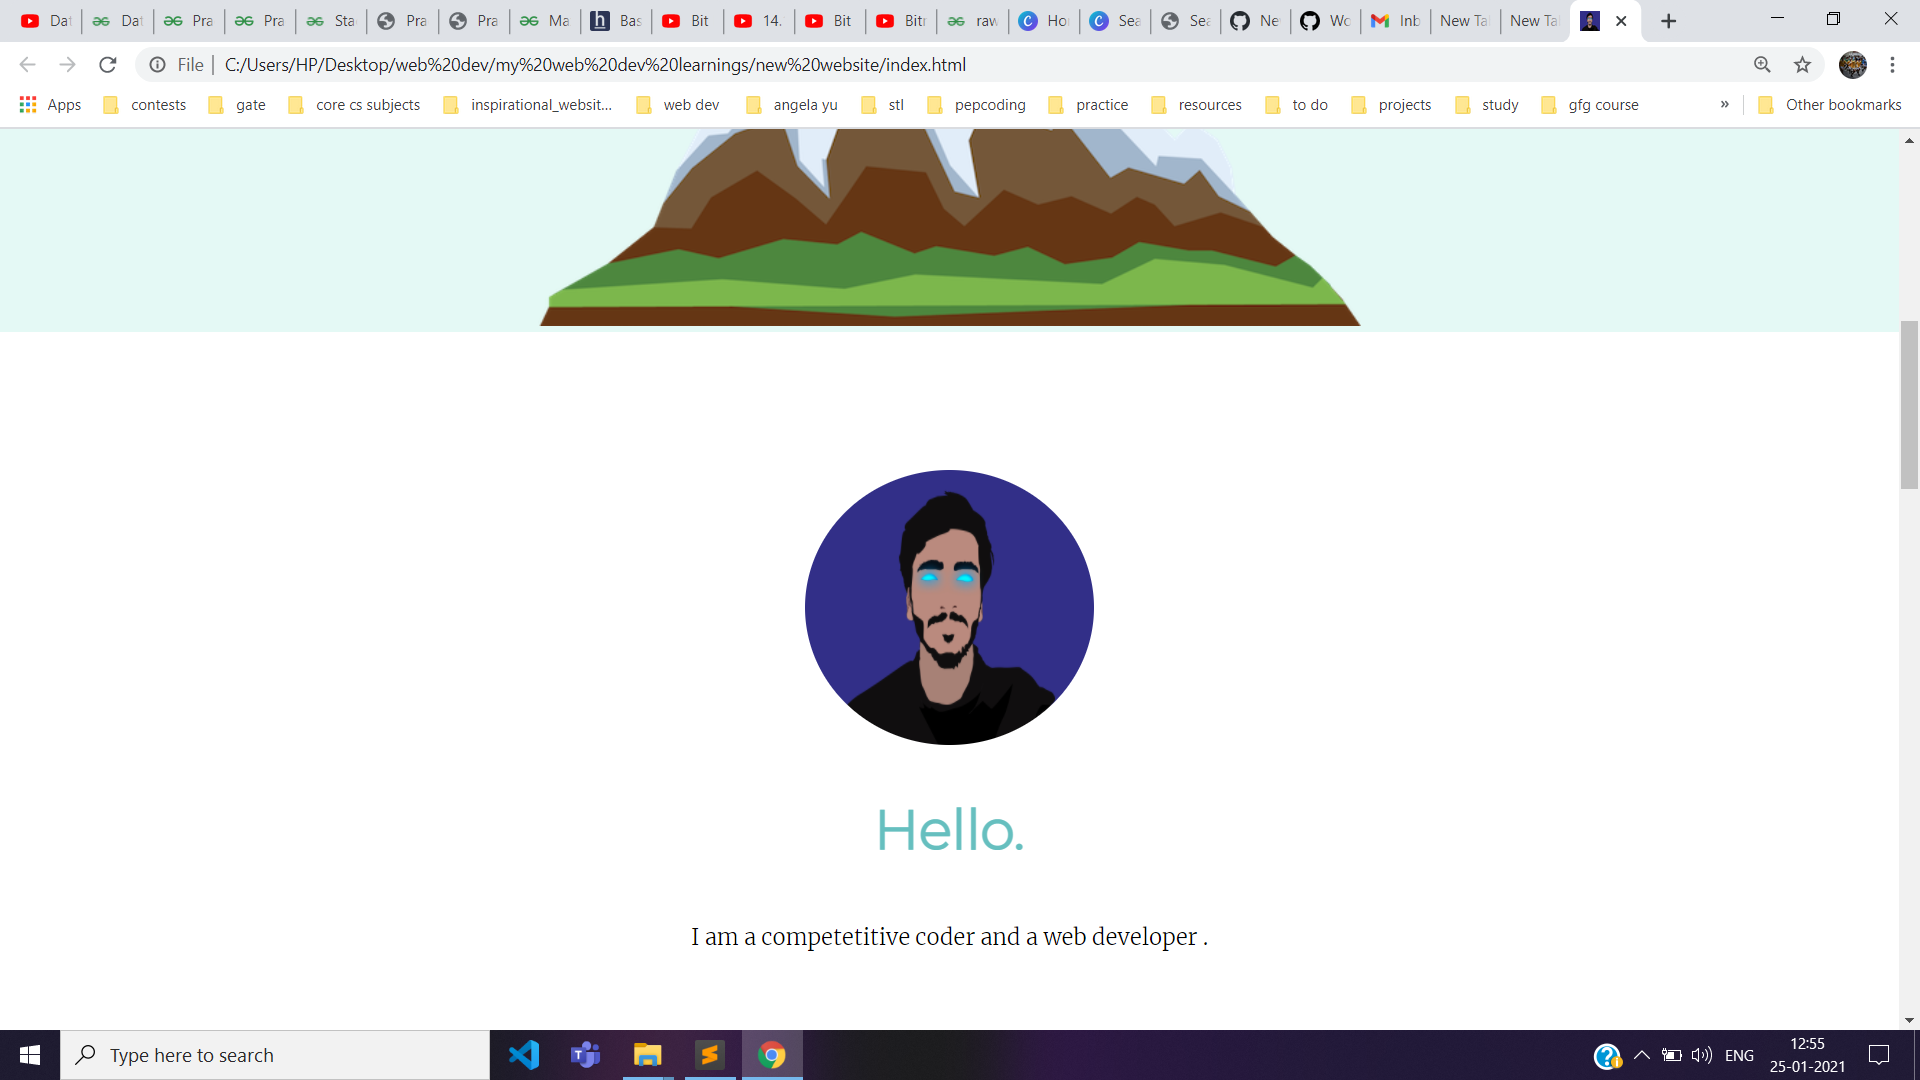 Dat Dat Pra Pra Sta Pra Pra Ma Bas Bit 14. Bit Bitr raw Ho Sea Sea Ne Wo Inb New Ta New Ta
File | C:/Users/HP/Desktop/web%20dev/my%20web%20dev%20learnings/new%20website/index.html
Apps contests gate core cs subjects inspirational_websit... web dev angela yu stl pepcoding practice resources to do projects study gfg course » Other bookmarks
Hello.
I am a competetitive coder and a web developer .
Type here to search
ENG
12:55
25-01-2021